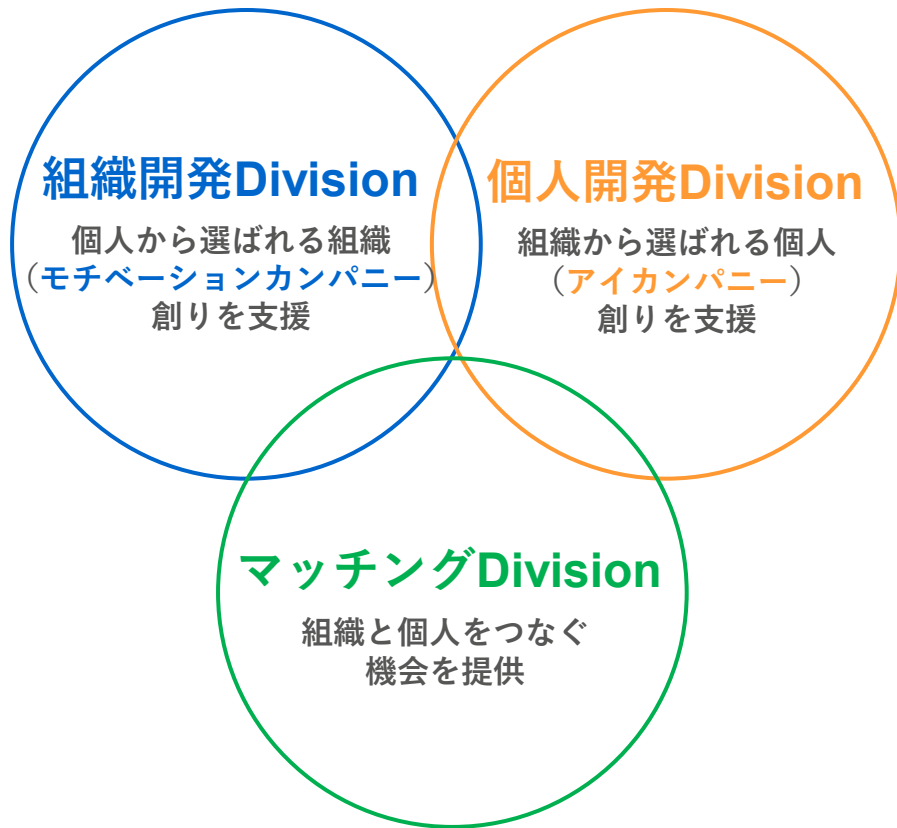 組織開発Division
個人から選ばれる組織
（モチベーションカンパニー）
創りを支援
個人開発Division
組織から選ばれる個人
（アイカンパニー）
創りを支援
マッチングDivision
組織と個人をつなぐ
機会を提供